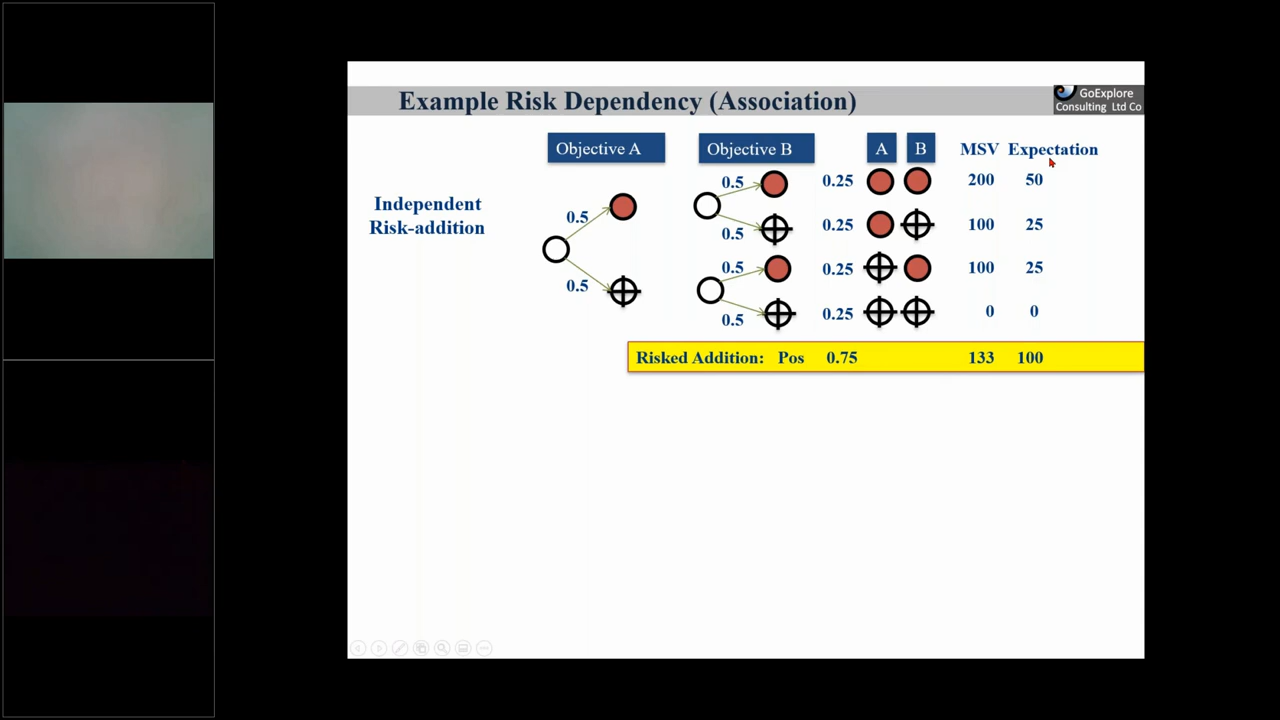 Example Risk Dependency (Association)
GoExplore
Consulting Ltd Co
Objective A
Objective B
A
B
MSV
Expectation
Independent
Risk-addition
0.5
0.5
0.5
0.5
0.5
0.5
0.25
200
50
0.25
100
25
0.25
100
25
0.25
0
0
Risked Addition: Pos 0.75 133 100